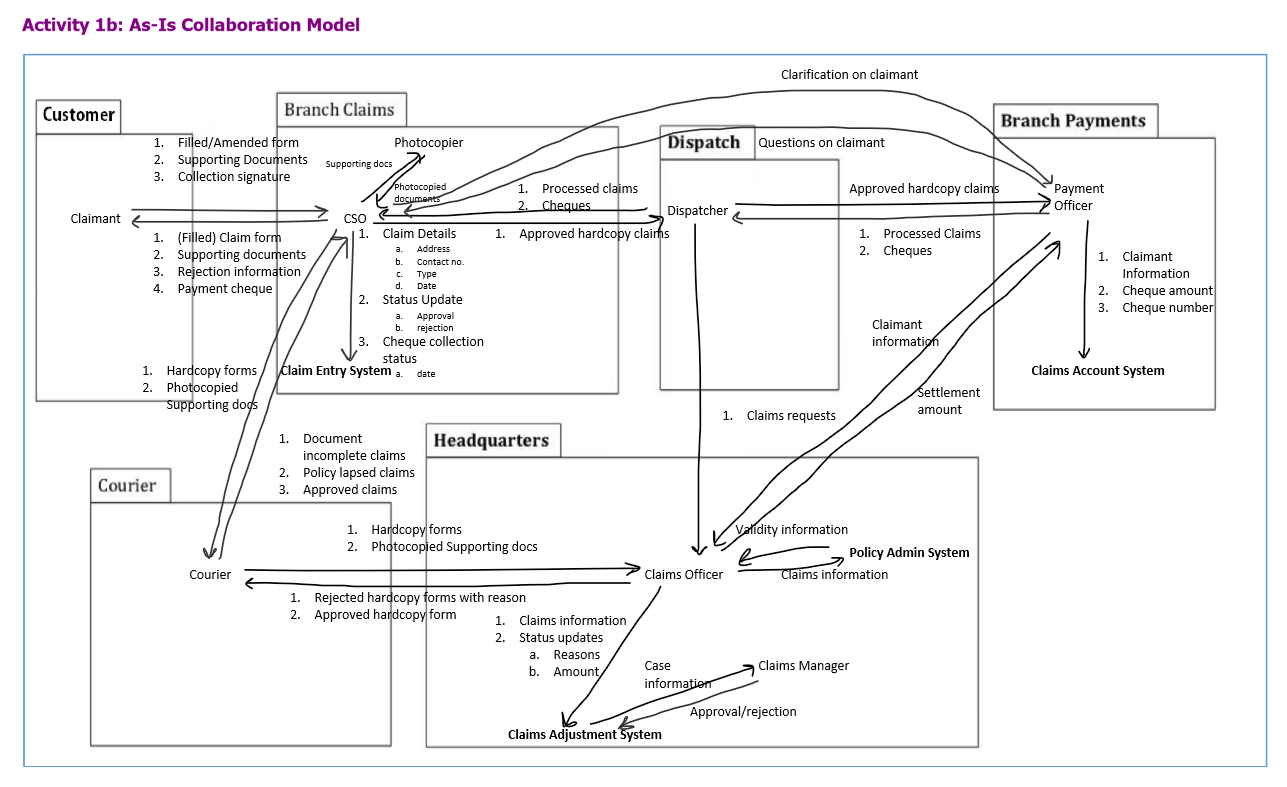 Activity 1b: As-Is Collaboration Model
Clarification on claimant
Customer
Branch Claims
Branch Payments
Dispatch
Questions on claimant
1. Filled/Amended form
2. Supporting Documents
3. Collection signature
Photocopier
Supporting docs
Photocopied
documents
1. Processed claims
2. Cheques
Approved hardcopy claims
Payment
Officer
Claimant
CSO
Dispatcher
1. (Filled) Claim form
2. Supporting documents
3. Rejection information
4. Payment cheque
1. Claim Details
a. Address
b. Contact no.
c. Type
d. Date
2. Status Update
a. Approval
b. rejection
3. Cheque collection
status
a. date
1. Approved hardcopy claims
1. Processed Claims
2. Cheques
1. Claimant
Information
2. Cheque amount
3. Cheque number
Claimant
information
Claim Entry System
Claims Account System
1. Hardcopy forms
2. Photocopied
Supporting docs
Settlement
amount
1. Claims requests
1. Document
incomplete claims
2. Policy lapsed claims
3. Approved claims
Headquarters
Courier
1. Hardcopy forms
2. Photocopied Supporting docs
Validity information
Policy Admin System
Courier
Claims Officer
Claims information
1. Rejected hardcopy forms with reason
2. Approved hardcopy form
1. Claims information
2. Status updates
a. Reasons
b. Amount
Case
information
Claims Manager
Approval/rejection
Claims Adjustment System